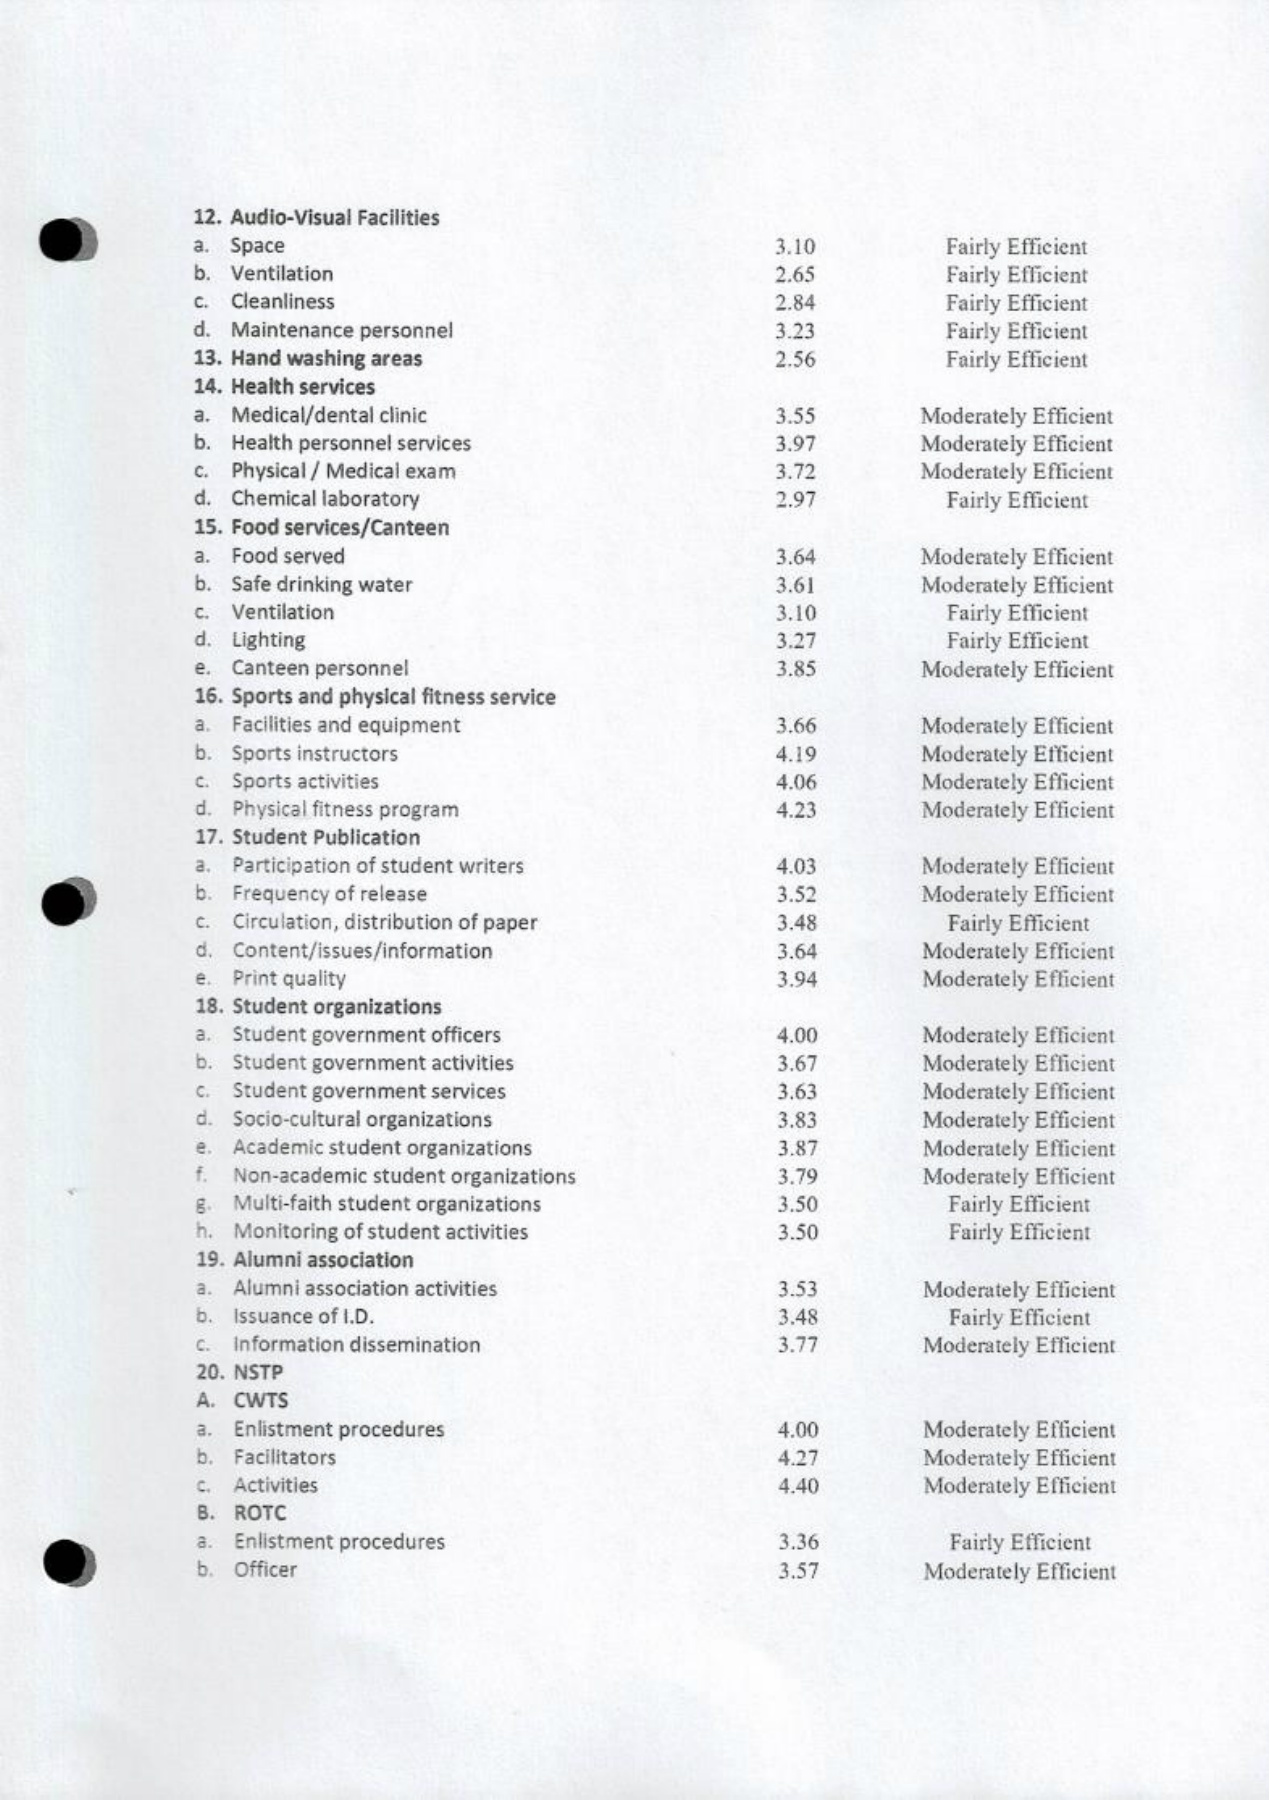 12. Audio-Visual Facilities
a. Space 3.10 Fairly Efficient
b. Ventilation 2.65 Fairly Efficient
c. Cleanliness 2.84 Fairly Efficient
d. Maintenance personnel 3.23 Fairly Efficient
13. Hand washing areas 2.56 Fairly Efficient
14. Health services
a. Medical/dental clinic 3.55 Moderately Efficient
b. Health personnel services 3.97 Moderately Efficient
c. Physical / Medical exam 3.72 Moderately Efficient
d. Chemical laboratory 2.97 Fairly Efficient
15. Food services/Canteen
a. Food served 3.64 Moderately Efficient
b. Safe drinking water 3.61 Moderately Efficient
c. Ventilation 3.10 Fairly Efficient
d. Lighting 3.27 Fairly Efficient
e. Canteen personnel 3.85 Moderately Efficient
16. Sports and physical fitness service
a. Facilities and equipment 3.66 Moderately Efficient
b. Sports instructors 4.19 Moderately Efficient
c. Sports activities 4.06 Moderately Efficient
d. Physical fitness program 4.23 Moderately Efficient
17. Student Publication
a. Participation of student writers 4.03 Moderately Efficient
b. Frequency of release 3.52 Moderately Efficient
c. Circulation, distribution of paper 3.48 Fairly Efficient
d. Content/issues/information 3.64 Moderately Efficient
e. Print quality 3.94 Moderately Efficient
18. Student organizations
a. Student government officers 4.00 Moderately Efficient
b. Student government activities 3.67 Moderately Efficient
c. Student government services 3.63 Moderately Efficient
d. Socio-cultural organizations 3.83 Moderately Efficient
e. Academic student organizations 3.87 Moderately Efficient
f. Non-academic student organizations 3.79 Moderately Efficient
g. Multi-faith student organizations 3.50 Fairly Efficient
h. Monitoring of student activities 3.50 Fairly Efficient
19. Alumni association
a. Alumni association activities 3.53 Moderately Efficient
b. Issuance of I.D. 3.48 Fairly Efficient
c. Information dissemination 3.77 Moderately Efficient
20. NSTP
A. CWTS
a. Enlistment procedures 4.00 Moderately Efficient
b. Facilitators 4.27 Moderately Efficient
c. Activities 4.40 Moderately Efficient
B. ROTC
a. Enlistment procedures 3.36 Fairly Efficient
b. Officer 3.57 Moderately Efficient